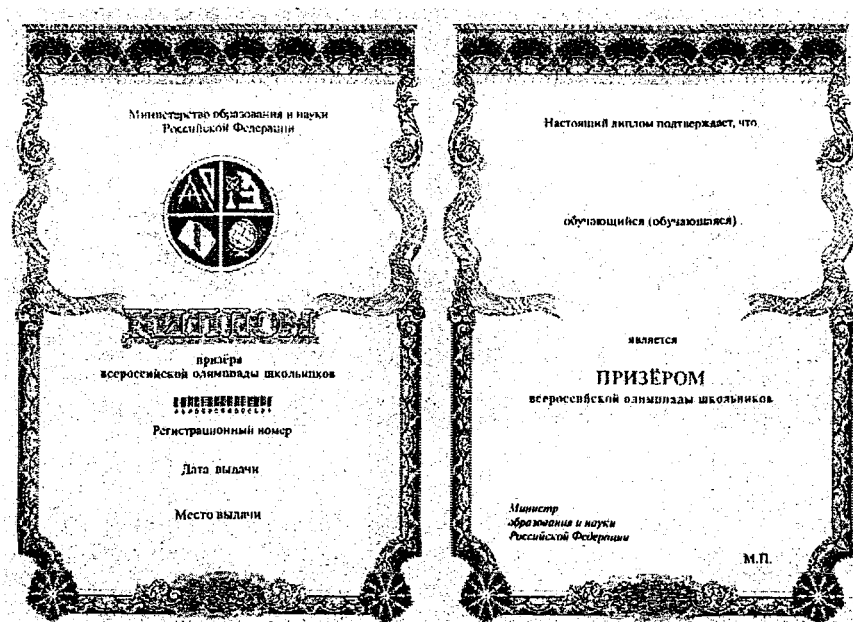 Министерство образования и науки
Российской Федерации
ДИПЛОМ
призёра
всероссийской олимпиады школьников
Регистрационный номер
Дата выдачи
Место выдачи
Настоящий диплом подтверждает, что
обучающийся (обучающаяся)
является
ПРИЗЁРОМ
всероссийской олимпиады школьников
Министр
образования и науки
Российской Федерации
М.П.